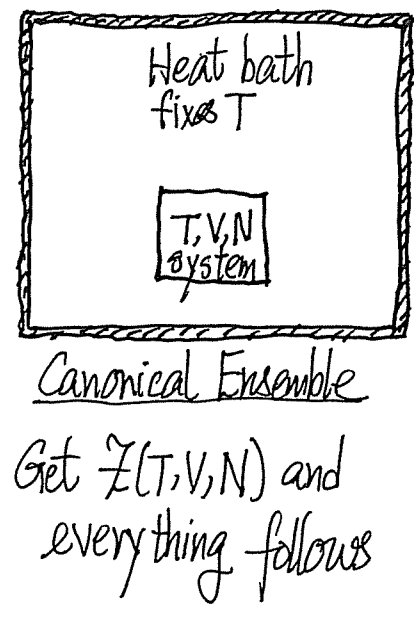 Heat bath
fixes T
T, V, N
system
Canonical Ensemble
Get Z(T,V,N) and
everything follows